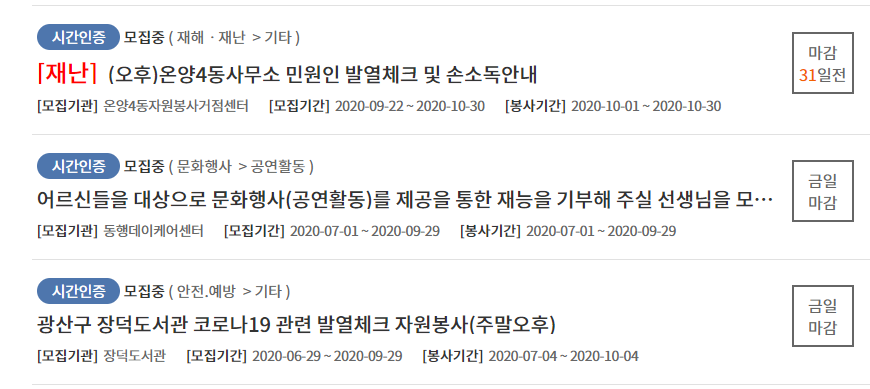 시간인증 모집중 ( 재해 · 재난 > 기타 )
[재난] (오후)온양4동사무소 민원인 발열체크 및 손소독안내
[모집기관] 온양4동자원봉사거점센터 [모집기간] 2020-09-22 ~ 2020-10-30 [봉사기간] 2020-10-01 ~ 2020-10-30
마감
31일전
시간인증 모집중 ( 문화행사 > 공연활동 )
어르신들을 대상으로 문화행사(공연활동)를 제공을 통한 재능을 기부해 주실 선생님을 모…
[모집기관] 동행데이케어센터 [모집기간] 2020-07-01 ~ 2020-09-29 [봉사기간] 2020-07-01 ~ 2020-09-29
금일
마감
시간인증 모집중 ( 안전.예방 > 기타 )
광산구 장덕도서관 코로나19 관련 발열체크 자원봉사(주말오후)
[모집기관] 장덕도서관 [모집기간] 2020-06-29 ~ 2020-09-29 [봉사기간] 2020-07-04 ~ 2020-10-04
금일
마감